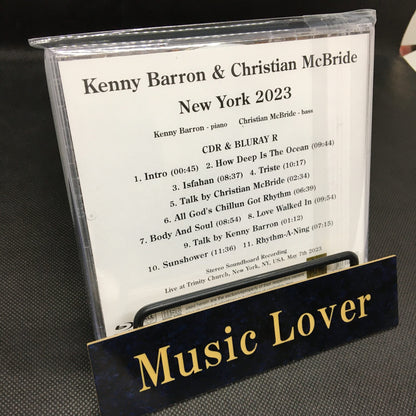 Kenny Barron & Christian McBride
New York 2023
Kenny Barron - piano Christian McBride - bass
CDR & BLURAY R
1. Intro (00:45) 2. How Deep Is The Ocean (09:44)
3. Isfahan (08:37) 4. Triste (10:17)
5. Talk by Christian McBride (02:34)
6. All God's Chillun Got Rhythm (06:39)
7. Body And Soul (08:54) 8. Love Walked In (09:54)
9. Talk by Kenny Barron (01:12)
10. Sunshower (11:36) 11. Rhythm-A-Ning (07:15)
Stereo Soundboard Recording
Live at Trinity Church, New York, NY, USA. May 7th 2023
Music Lover